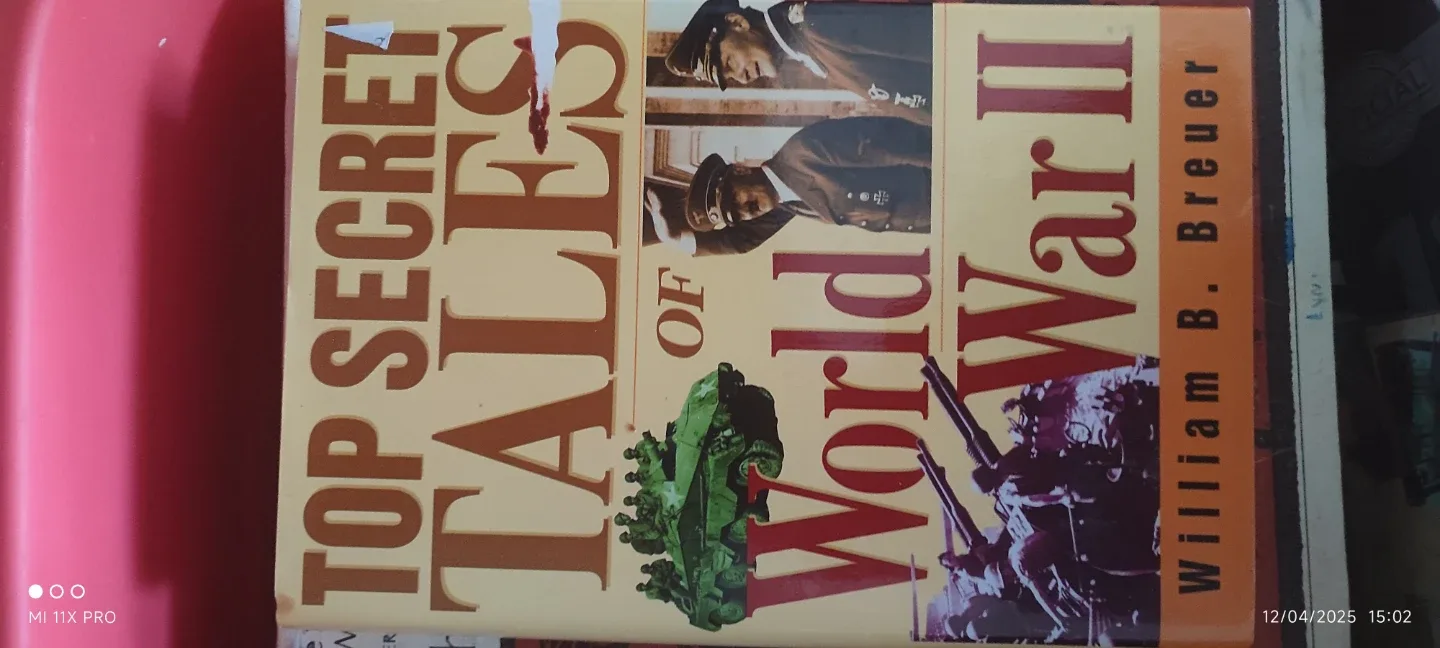 TOP SECRET
TALES
OF
World
War II
William B. Breuer
MI 11X PRO
12/04/2025 15:02